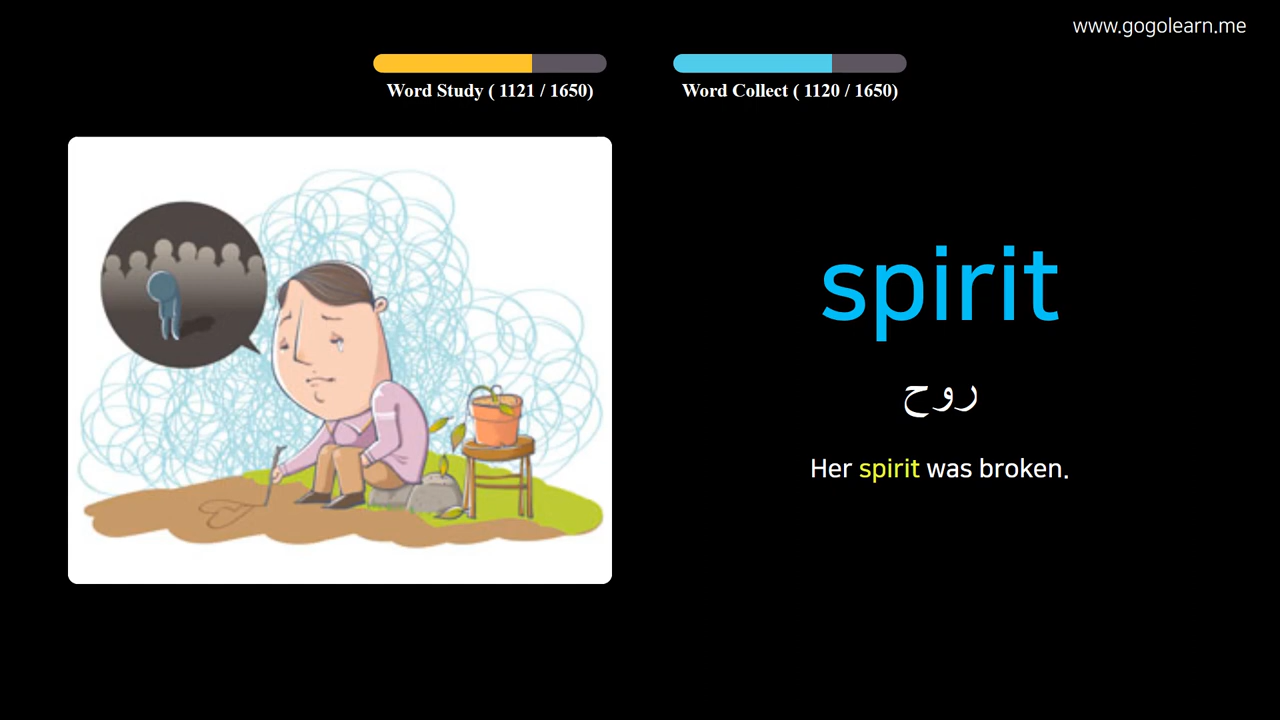 www.gogolearn.me
Word Study ( 1121 / 1650)
Word Collect ( 1120 / 1650)
spirit
روح
Her spirit was broken.